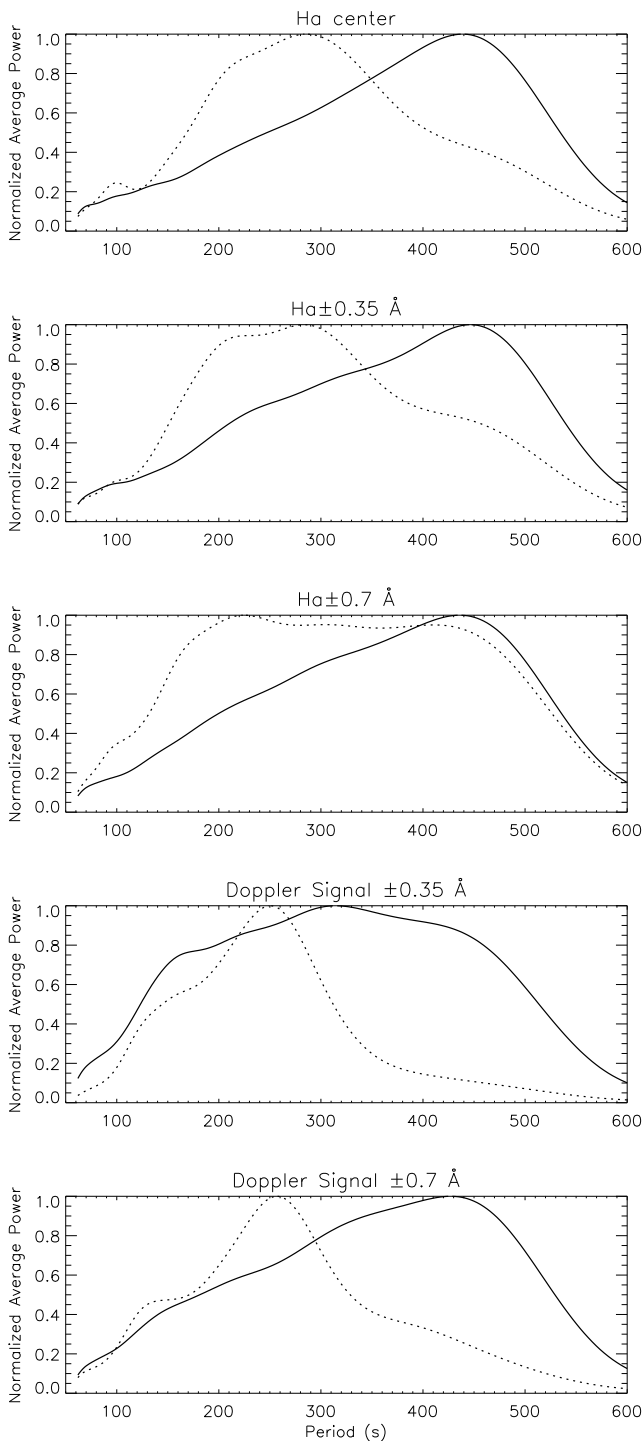 Ha center
Normalized Average Power
1.0
0.8
0.6
0.4
0.2
0.0
100 200 300 400 500 600
Ha±0.35 Å
Normalized Average Power
1.0
0.8
0.6
0.4
0.2
0.0
100 200 300 400 500 600
Ha±0.7 Å
Normalized Average Power
1.0
0.8
0.6
0.4
0.2
0.0
100 200 300 400 500 600
Doppler Signal ±0.35 Å
Normalized Average Power
1.0
0.8
0.6
0.4
0.2
0.0
100 200 300 400 500 600
Doppler Signal ±0.7 Å
Normalized Average Power
1.0
0.8
0.6
0.4
0.2
0.0
100 200 300 400 500 600
Period (s)